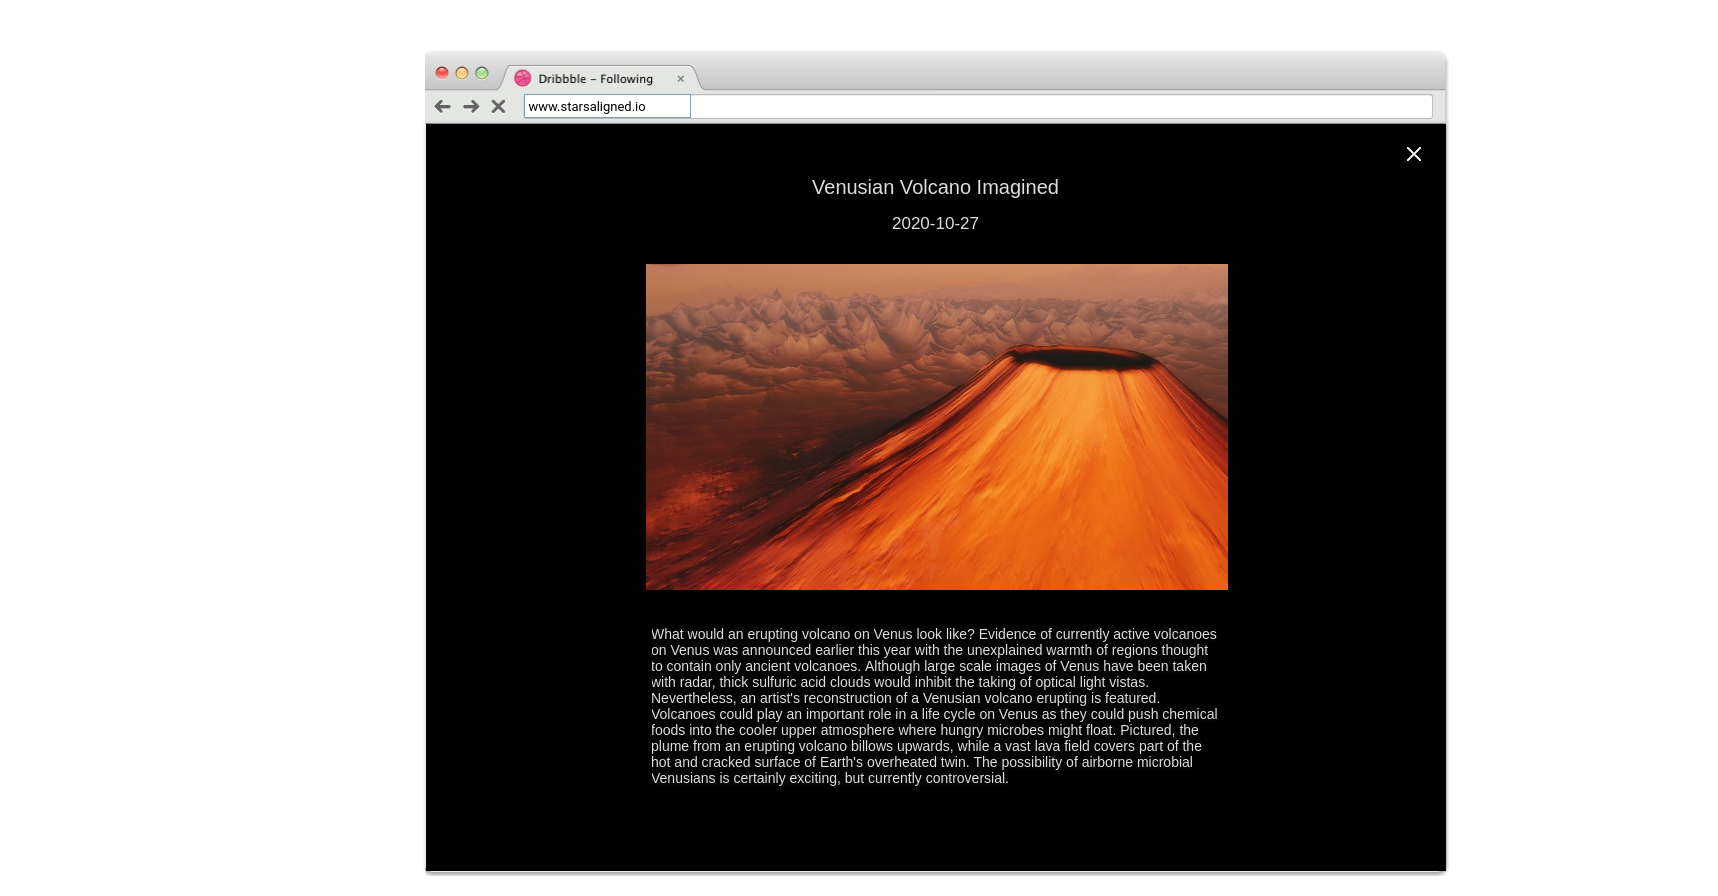 Dribbble – Following
www.starsaligned.io
Venusian Volcano Imagined
2020-10-27
What would an erupting volcano on Venus look like? Evidence of currently active volcanoes
on Venus was announced earlier this year with the unexplained warmth of regions thought
to contain only ancient volcanoes. Although large scale images of Venus have been taken
with radar, thick sulfuric acid clouds would inhibit the taking of optical light vistas.
Nevertheless, an artist's reconstruction of a Venusian volcano erupting is featured.
Volcanoes could play an important role in a life cycle on Venus as they could push chemical
foods into the cooler upper atmosphere where hungry microbes might float. Pictured, the
plume from an erupting volcano billows upwards, while a vast lava field covers part of the
hot and cracked surface of Earth's overheated twin. The possibility of airborne microbial
Venusians is certainly exciting, but currently controversial.